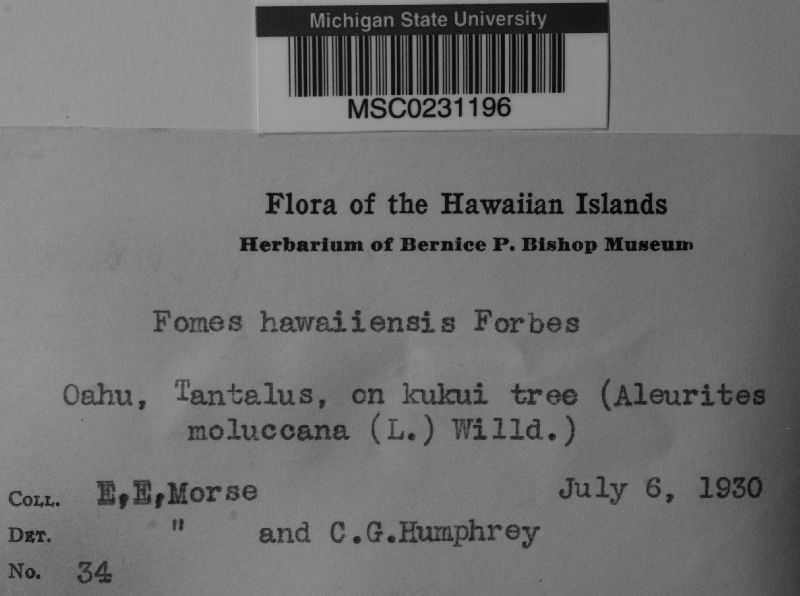 Michigan State University
MSC0231196
Flora of the Hawaiian Islands
Herbarium of Bernice P. Bishop Museum
Fomes hawaiiensis Forbes
Oahu, Tantalus, on kukui tree (Aleurites
moluccana (L.) Willd.)
COLL. E,E,Morse July 6, 1930
DET. " and C.G.Humphrey
No. 34